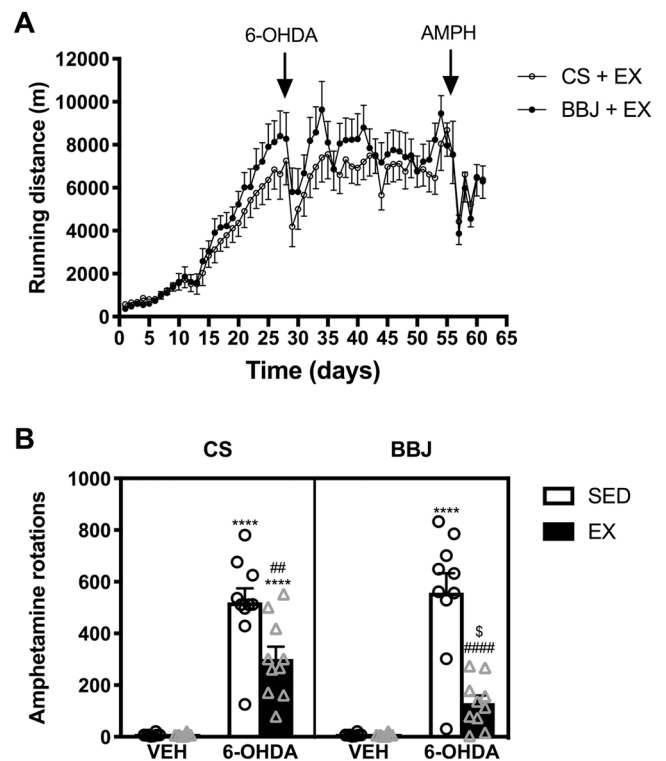 A
6-OHDA
AMPH
CS + EX
BBJ + EX
Running distance (m)
12000
10000
8000
6000
4000
2000
0
0 5 10 15 20 25 30 35 40 45 50 55 60 65
Time (days)
B
CS
BBJ
SED
EX
Amphetamine rotations
1000
800
600
400
200
0
****
##
****
****
$
####
VEH
6-OHDA
VEH
6-OHDA